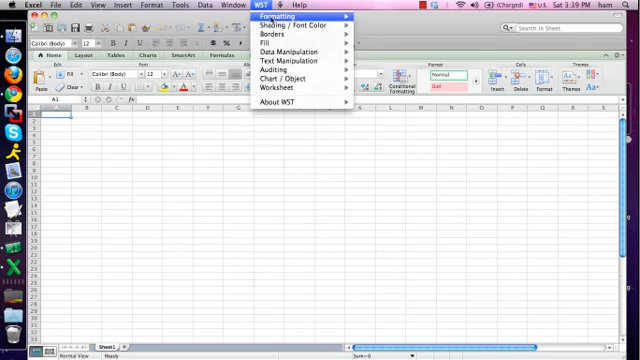 Excel File Edit View Insert Format Tools Data Window WST Help (Charged) Sat 3:39 PM ham
Formatting
Shading / Font Color
Borders
Fill
Data Manipulation
Text Manipulation
Auditing
Chart / Object
Worksheet
About WST
Search in Sheet
Calibri (Body) 12 B I U
Home Layout Tables Charts SmartArt Formulas
Edit Font Format Cells Themes
Paste Fill Calibri (Body) 12
B I U
Conditional Formatting
Normal
Bad
Insert Delete Format Themes Aa
A1 fx
A B C D E F G H K L M N O P Q R S
1
2
3
4
5
6
7
8
9
10
11
12
13
14
15
16
17
18
19
20
21
22
23
24
25
26
27
28
29
30
31
32
33
Sheet1
Normal View Ready Sum=0